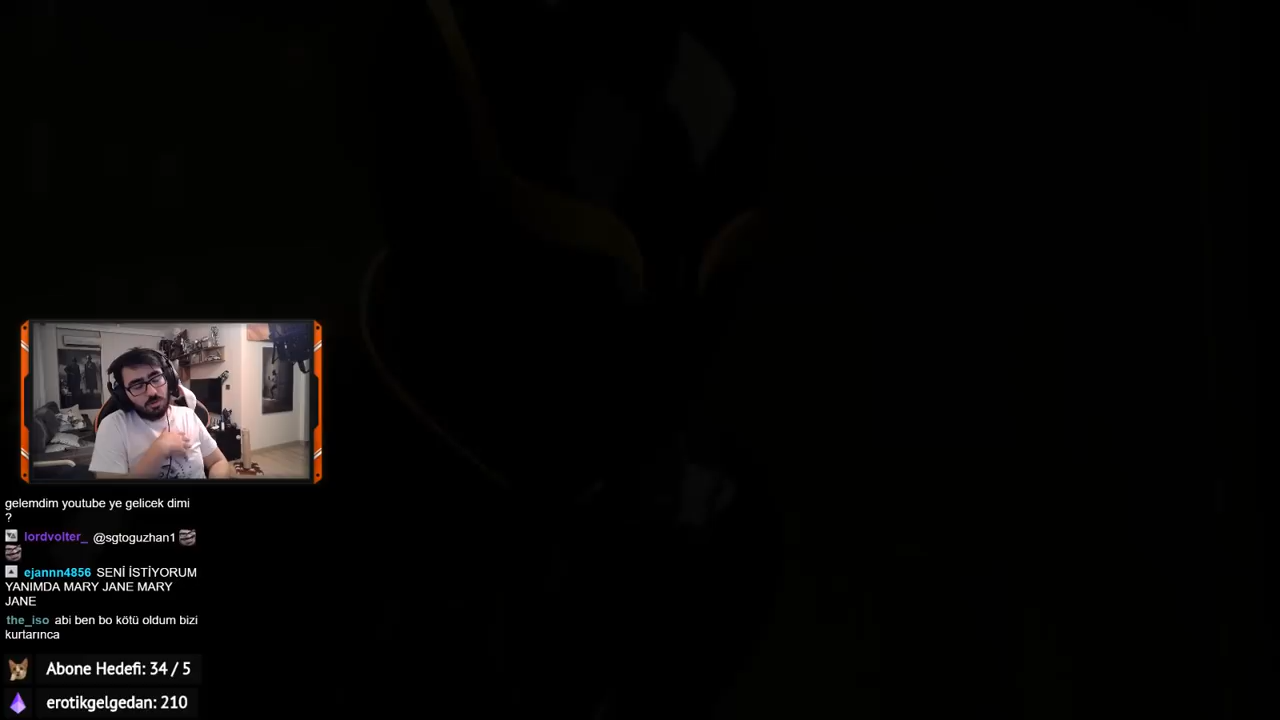 gelemdim youtube ye gelicek dimi
?
lordvolter_ @sgtoguzhan1
ejannn4856 SENİ İSTİYORUM
YANIMDA MARY JANE MARY
JANE
the_iso abi ben bo kötü oldum bizi
kurtarınca
Abone Hedefi: 34 / 5
erotikgelgedan: 210